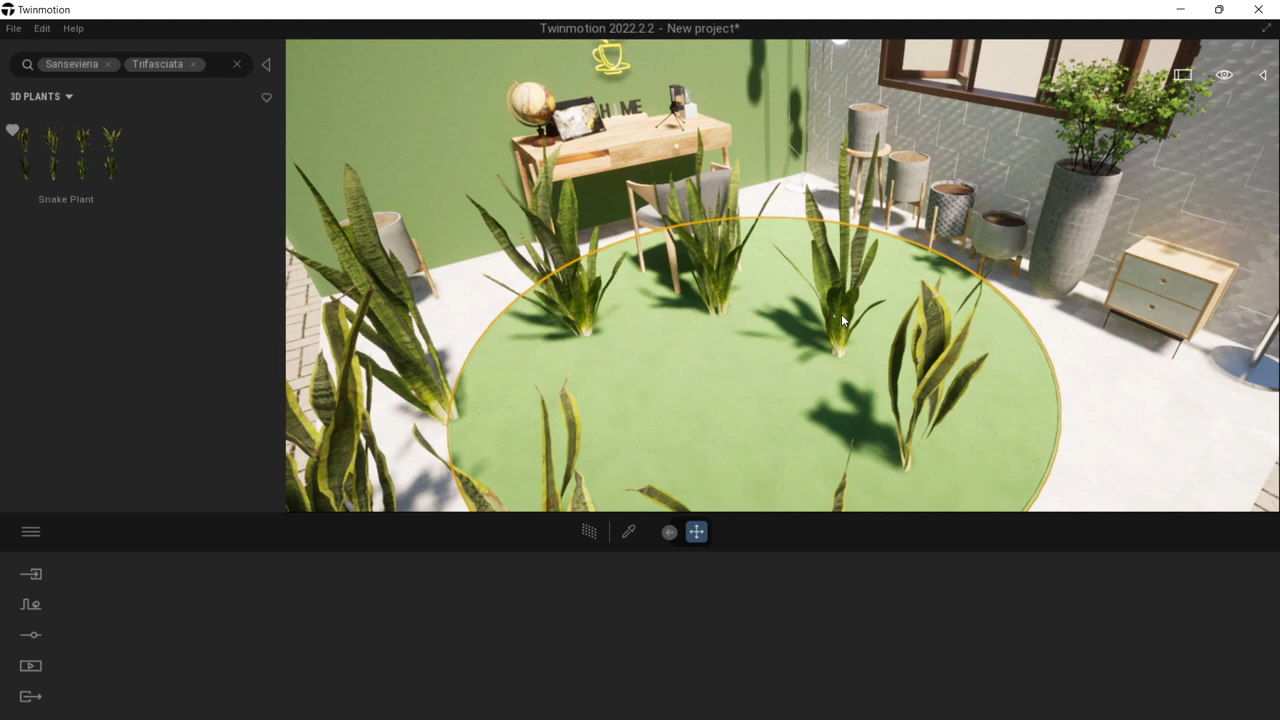 Twinmotion
File Edit Help
Twinmotion 2022.2.2 - New project*
Sansevieria × Trifasciata ×
3D PLANTS
Snake Plant
HOME